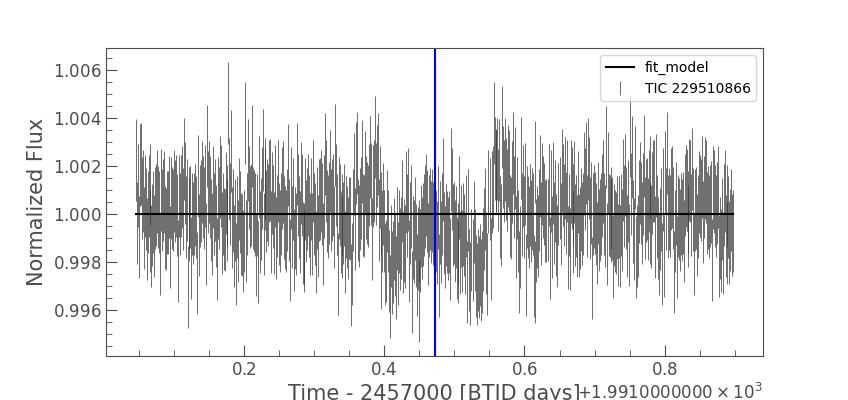 fit_model
TIC 229510866
1.006
1.004
1.002
1.000
0.998
0.996
Normalized Flux
0.2
0.4
0.6
0.8
Time - 2457000 [BTJD days]
+1.9910000000 × 10³